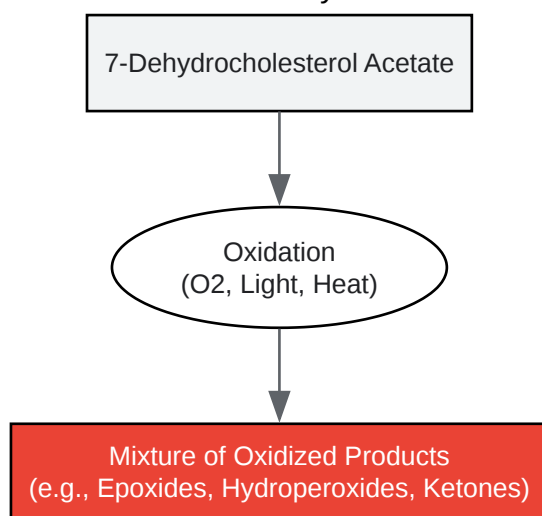 7-Dehydrocholesterol Acetate
Oxidation
(O2, Light, Heat)
Mixture of Oxidized Products
(e.g., Epoxides, Hydroperoxides, Ketones)